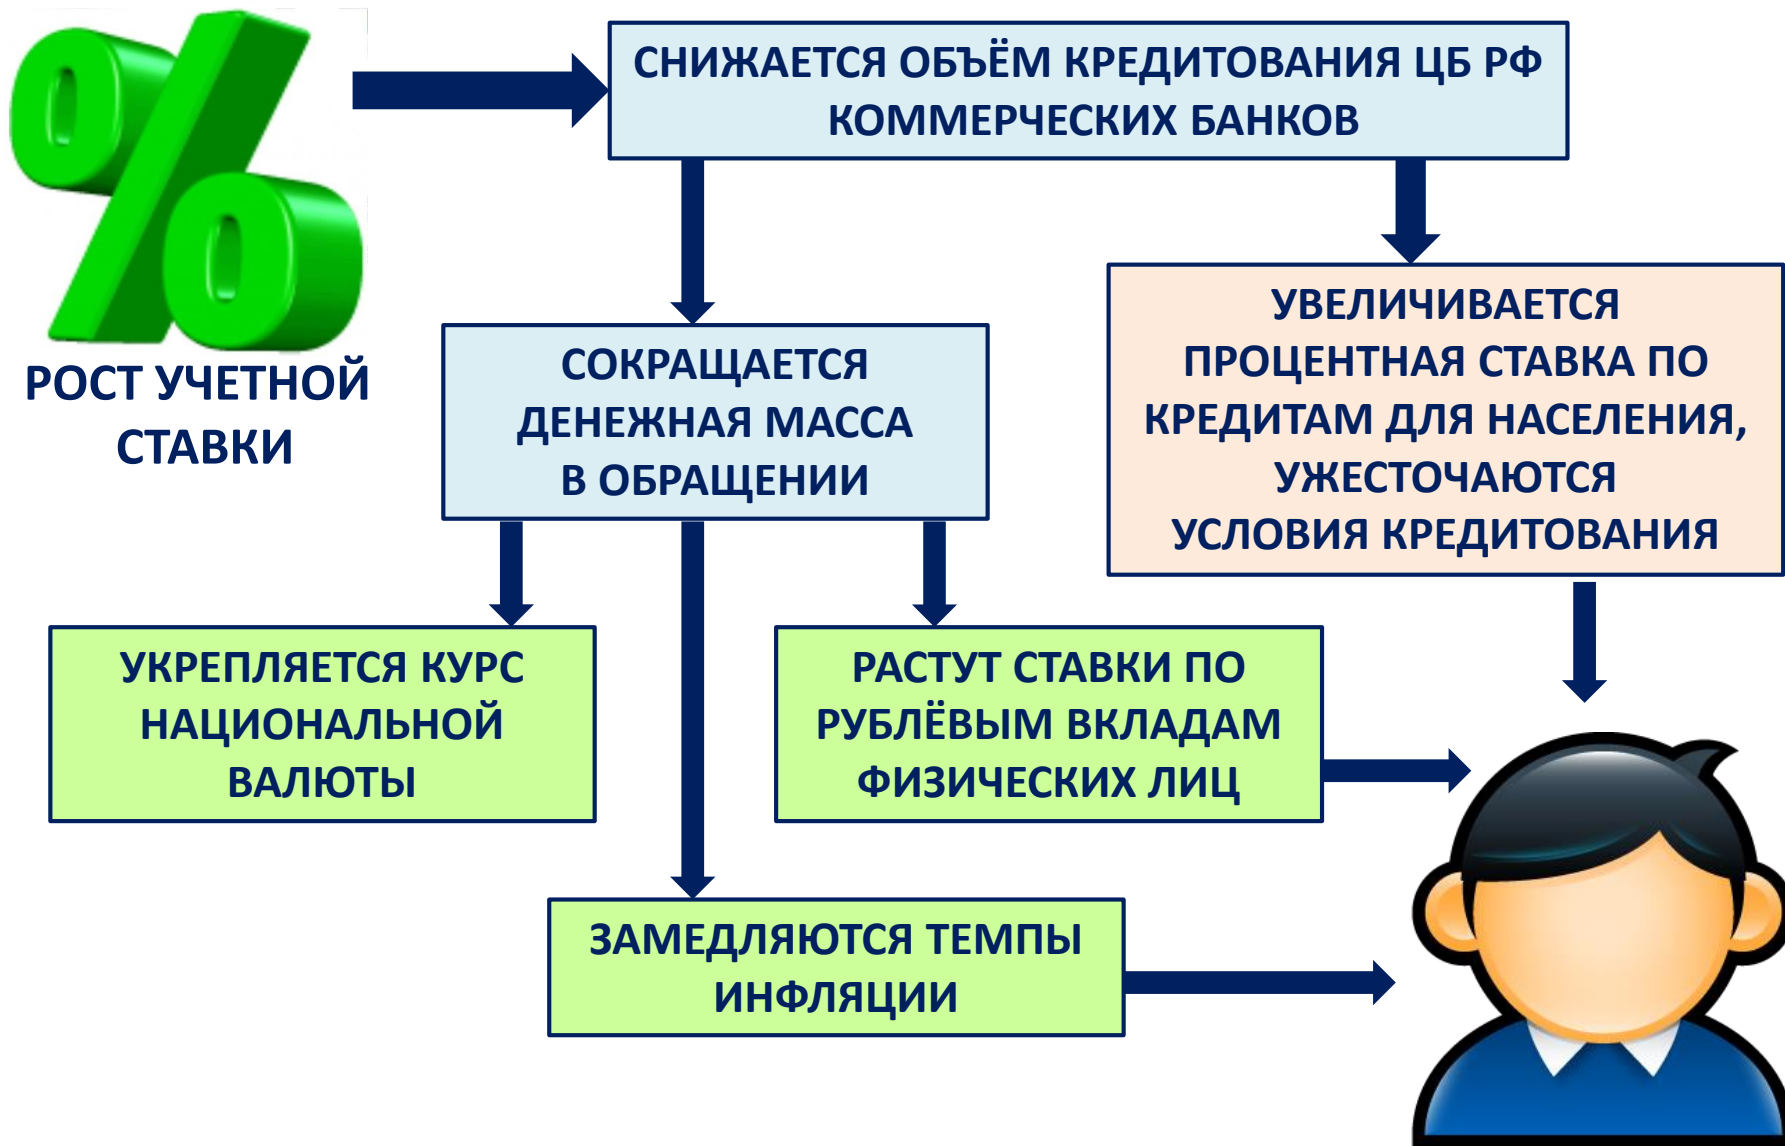 СНИЖАЕТСЯ ОБЪЁМ КРЕДИТОВАНИЯ ЦБ РФ
КОММЕРЧЕСКИХ БАНКОВ
РОСТ УЧЕТНОЙ
СТАВКИ
СОКРАЩАЕТСЯ
ДЕНЕЖНАЯ МАССА
В ОБРАЩЕНИИ
УВЕЛИЧИВАЕТСЯ
ПРОЦЕНТНАЯ СТАВКА ПО
КРЕДИТАМ ДЛЯ НАСЕЛЕНИЯ,
УЖЕСТОЧАЮТСЯ
УСЛОВИЯ КРЕДИТОВАНИЯ
УКРЕПЛЯЕТСЯ КУРС
НАЦИОНАЛЬНОЙ
ВАЛЮТЫ
РАСТУТ СТАВКИ ПО
РУБЛЁВЫМ ВКЛАДАМ
ФИЗИЧЕСКИХ ЛИЦ
ЗАМЕДЛЯЮТСЯ ТЕМПЫ
ИНФЛЯЦИИ